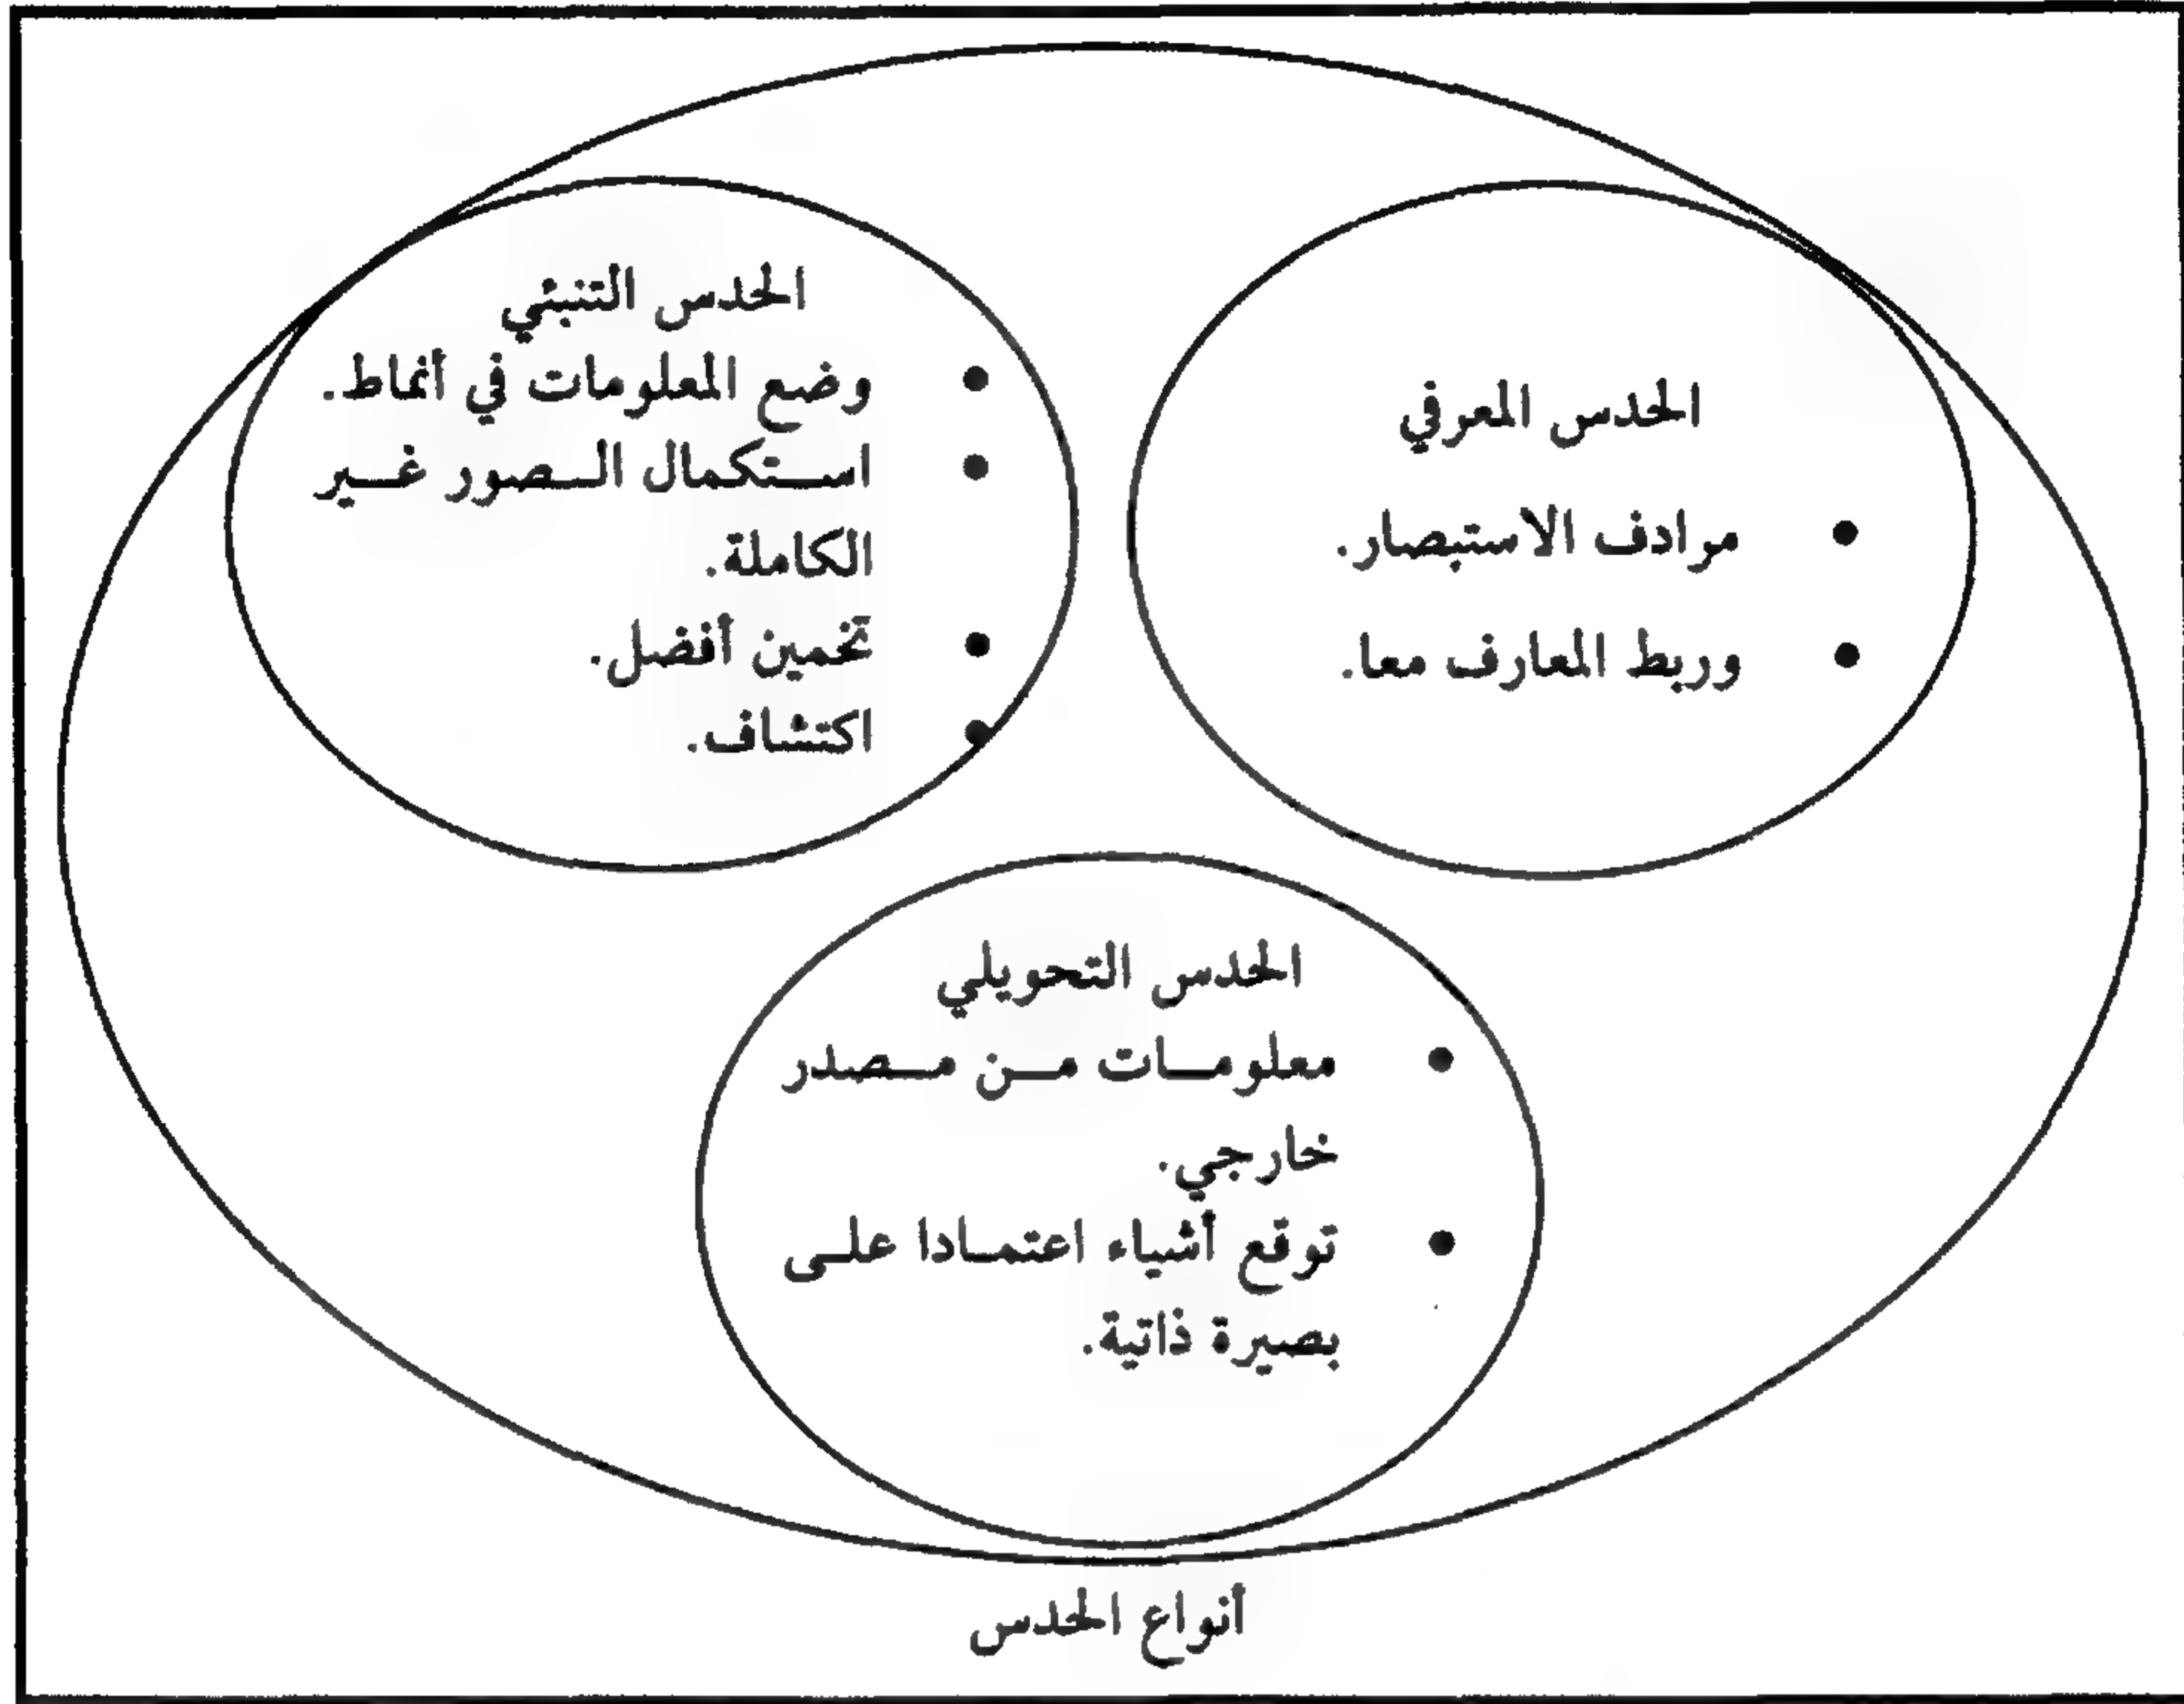 الحدس المعرفي
• مرادف الاستبصار.
• وربط المعارف معا.
الحدس التنبئي
• وضع المعلومات في أنماط.
• استكمال الصور غير
الكاملة.
• تخمين أفضل.
• اكتشاف.
الحدس التحويلي
• معلومات من مصدر
خارجي.
• توقع أشياء اعتمادا على
بصيرة ذاتية.
أنواع الحدس